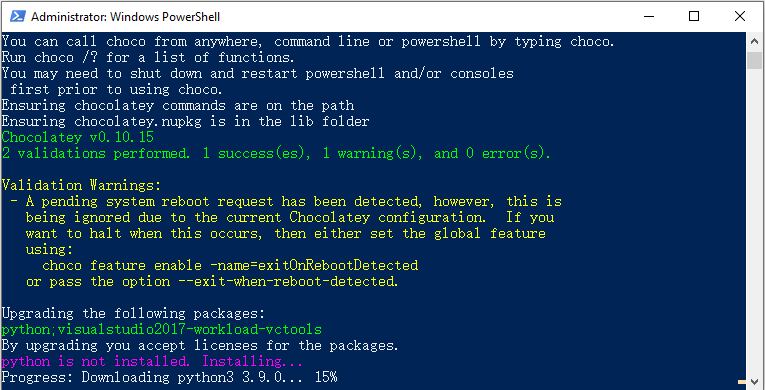 Administrator: Windows PowerShell
You can call choco from anywhere, command line or powershell by typing choco.
Run choco /? for a list of functions.
You may need to shut down and restart powershell and/or consoles
first prior to using choco.
Ensuring chocolatey commands are on the path
Ensuring chocolatey.nupkg is in the lib folder
Chocolatey v0.10.15
2 validations performed. 1 success(es), 1 warning(s), and 0 error(s).
Validation Warnings:
- A pending system reboot request has been detected, however, this is
being ignored due to the current Chocolatey configuration.  If you
want to halt when this occurs, then either set the global feature
using:
choco feature enable -name=exitOnRebootDetected
or pass the option --exit-when-reboot-detected.
Upgrading the following packages:
python;visualstudio2017-workload-vctools
By upgrading you accept licenses for the packages.
python is not installed. Installing...
Progress: Downloading python3 3.9.0... 15%